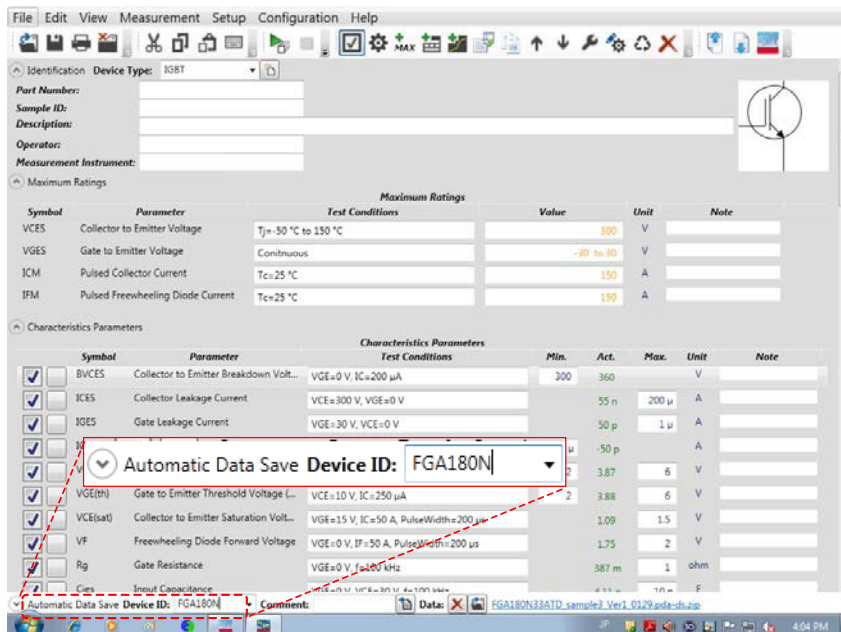 File Edit View Measurement Setup Configuration Help
MAX
Identification Device Type: IGBT
Part Number:
Sample ID:
Description:
Operator:
Measurement Instrument:
Maximum Ratings
Maximum Ratings
Symbol Parameter Test Conditions Value Unit Note
VCES Collector to Emitter Voltage Tj=-50 °C to 150 °C 300 V
VGES Gate to Emitter Voltage Conitnuous -30 to 30 V
ICM Pulsed Collector Current Tc=25 °C 150 A
IFM Pulsed Freewheeling Diode Current Tc=25 °C 150 A
Characteristics Parameters
Characteristics Parameters
Symbol Parameter Test Conditions Min. Act. Max. Unit Note
BVCES Collector to Emitter Breakdown Volt... VGE=0 V, IC=200 µA 300 360 V
ICES Collector Leakage Current VCE=300 V, VGE=0 V 55 n 200 µ A
IGES Gate Leakage Current VGE=30 V, VCE=0 V 50 p 1 µ A
µ -50 p A
Automatic Data Save Device ID: FGA180N
2 3.87 6 V
VGE(th) Gate to Emitter Threshold Voltage (... VCE=10 V, IC=250 µA 2 3.88 6 V
VCE(sat) Collector to Emitter Saturation Volt... VGE=15 V, IC=50 A, PulseWidth=200 µs 1.09 1.5 V
VF Freewheeling Diode Forward Voltage VGE=0 V, IF=50 A, PulseWidth=200 µs 1.75 2 V
Rg Gate Resistance VGE=0 V, f=100 kHz 387 m 1 ohm
Cies Input Capacitance VGE=0 V, VCE=30 V, f=100 kHz 10 n F
Automatic Data Save Device ID: FGA180N Comment: Data: FGA180N33ATD_sample3_Ver1_0129.pda-ds.zip
JP 4:04 PM